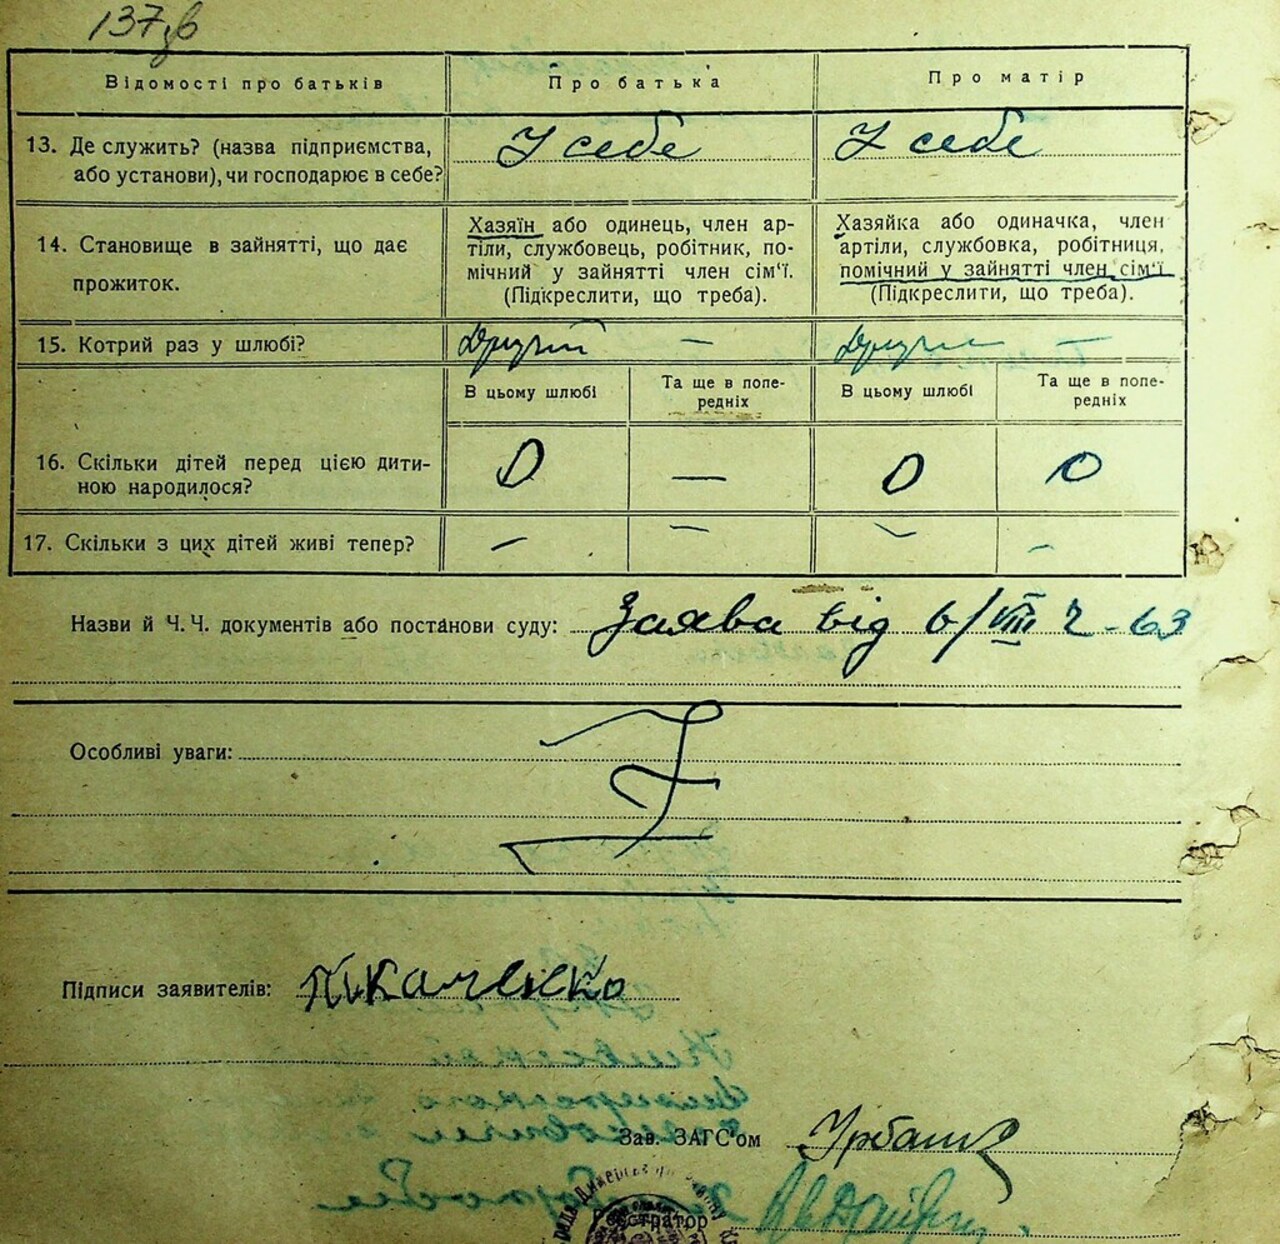 137 зв
Відомості про батьків
Про батька
Про матір
13. Де служить? (назва підприємства,
або установи), чи господарює в себе?
У себе
У себе
14. Становище в зайнятті, що дає
прожиток.
Хазяїн або одинець, член ар-
тіли, службовець, робітник, по-
мічний у зайнятті член сім'ї.
(Підкреслити, що треба).
Хазяйка або одиначка, член
артіли, службовка, робітниця,
помічний у зайнятті член сім'ї
(Підкреслити, що треба).
15. Котрий раз у шлюбі?
Другий —
Другий —
В цьому шлюбі
Та ще в попе-
редніх
В цьому шлюбі
Та ще в попе-
редніх
16. Скільки дітей перед цією дити-
ною народилося?
0 — 0 0
17. Скільки з цих дітей живі тепер?
— — — —
Назви й Ч.Ч. документів або постанови суду: Заява від 6/VIII Ч-63
Особливі уваги:
Підписи заявителів: Ткаченко
Зав. ЗАГС'ом
Реєстратор